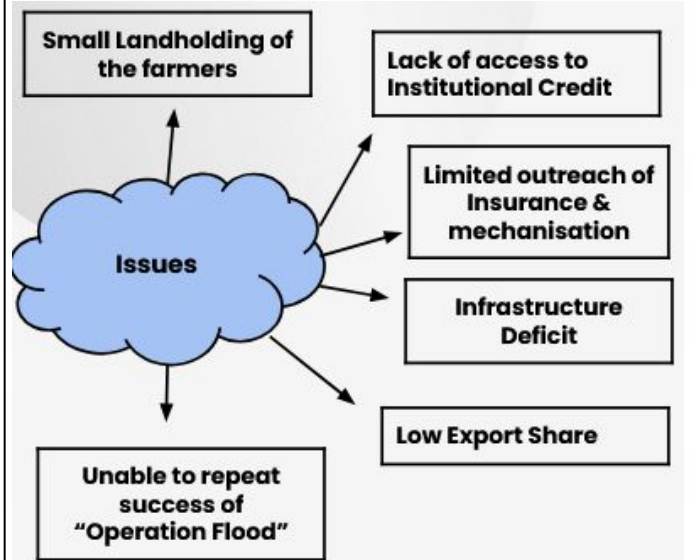 Small Landholding of
the farmers
Lack of access to
Institutional Credit
Limited outreach of
Insurance &
mechanisation
Issues
Infrastructure
Deficit
Low Export Share
Unable to repeat
success of
“Operation Flood”